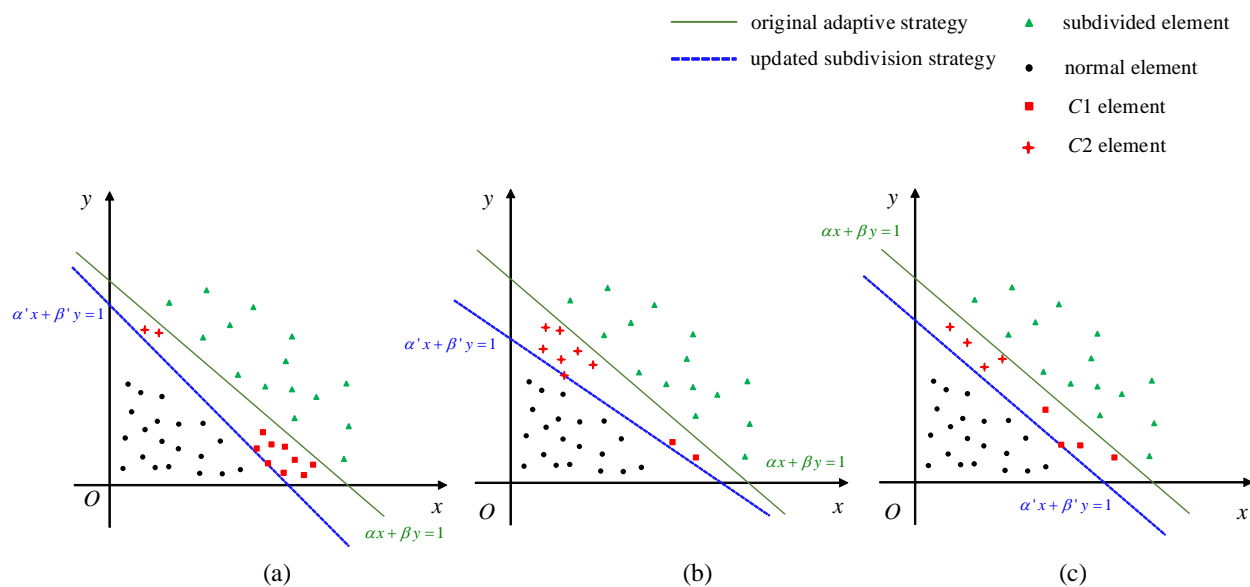 original adaptive strategy
updated subdivision strategy
subdivided element
normal element
C1 element
C2 element
y
α'x + β'y = 1
O
x
αx + βy = 1
(a)
y
α'x + β'y = 1
αx + βy = 1
O
x
(b)
y
αx + βy = 1
O
α'x + β'y = 1
x
(c)